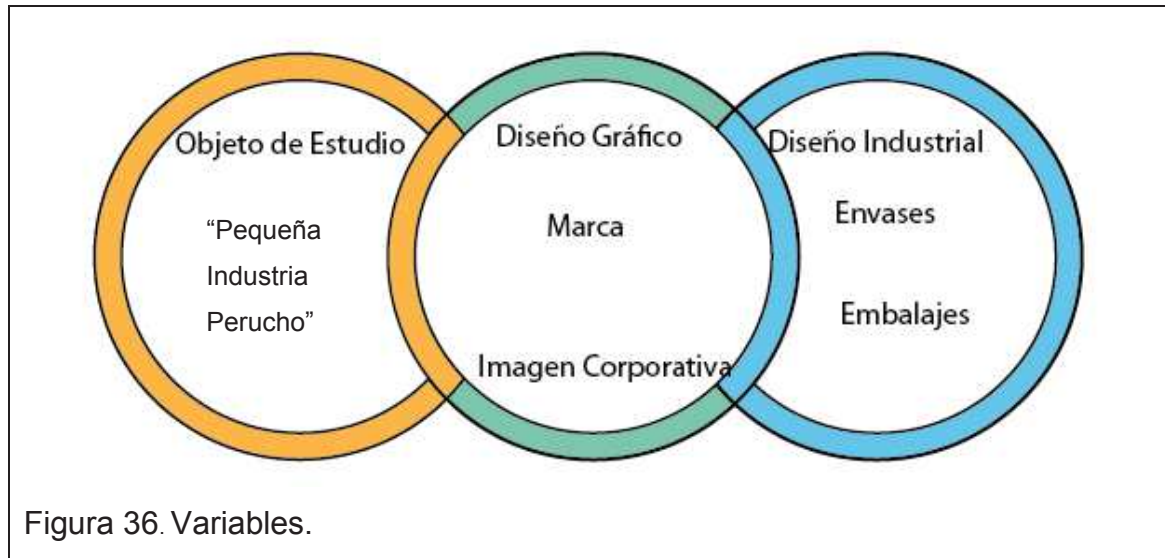 Objeto de Estudio
“Pequeña
Industria
Perucho”
Diseño Gráfico
Marca
Imagen Corporativa
Diseño Industrial
Envases
Embalajes
Figura 36. Variables.